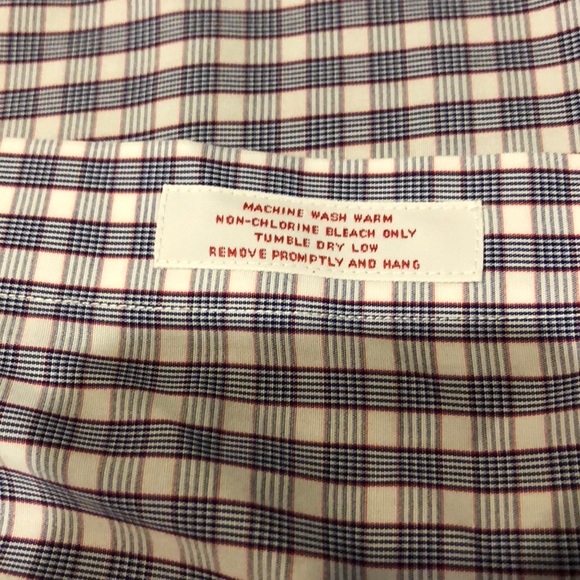 MACHINE WASH WARM
NON-CHLORINE BLEACH ONLY
TUMBLE DRY LOW
REMOVE PROMPTLY AND HANG